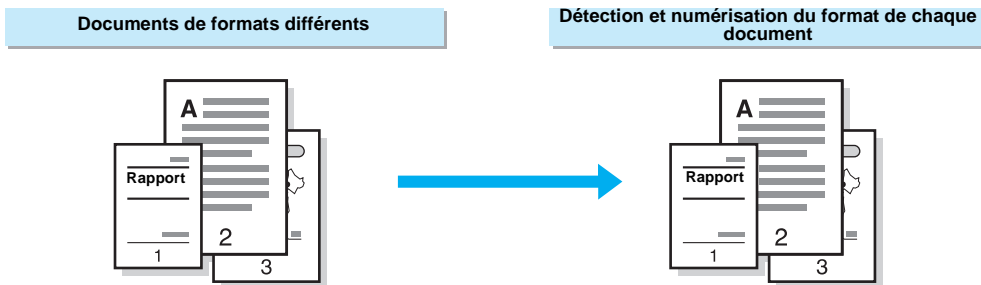 Documents de formats différents
Détection et numérisation du format de chaque
document
A
Rapport
1
2
3
A
Rapport
1
2
3